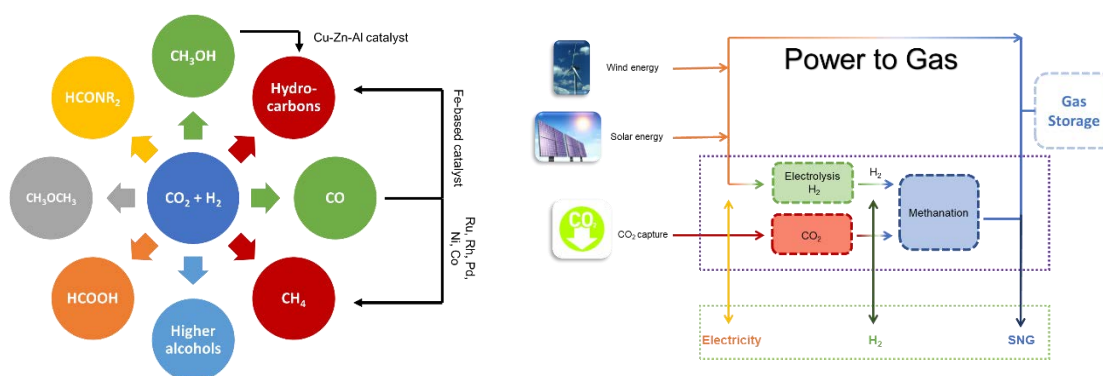 CH₃OH
Cu-Zn-Al catalyst
Hydro-
carbons
HCONR₂
CO₂ + H₂
CH₃OCH₃
CO
HCOOH
Higher
alcohols
CH₄
Fe-based catalyst
Ru, Rh, Pd,
Ni, Co
Power to Gas
Wind energy
Solar energy
CO₂
CO₂ capture
Electrolysis
H₂
H₂
CO₂
Methanation
Gas
Storage
Electricity
H₂
SNG